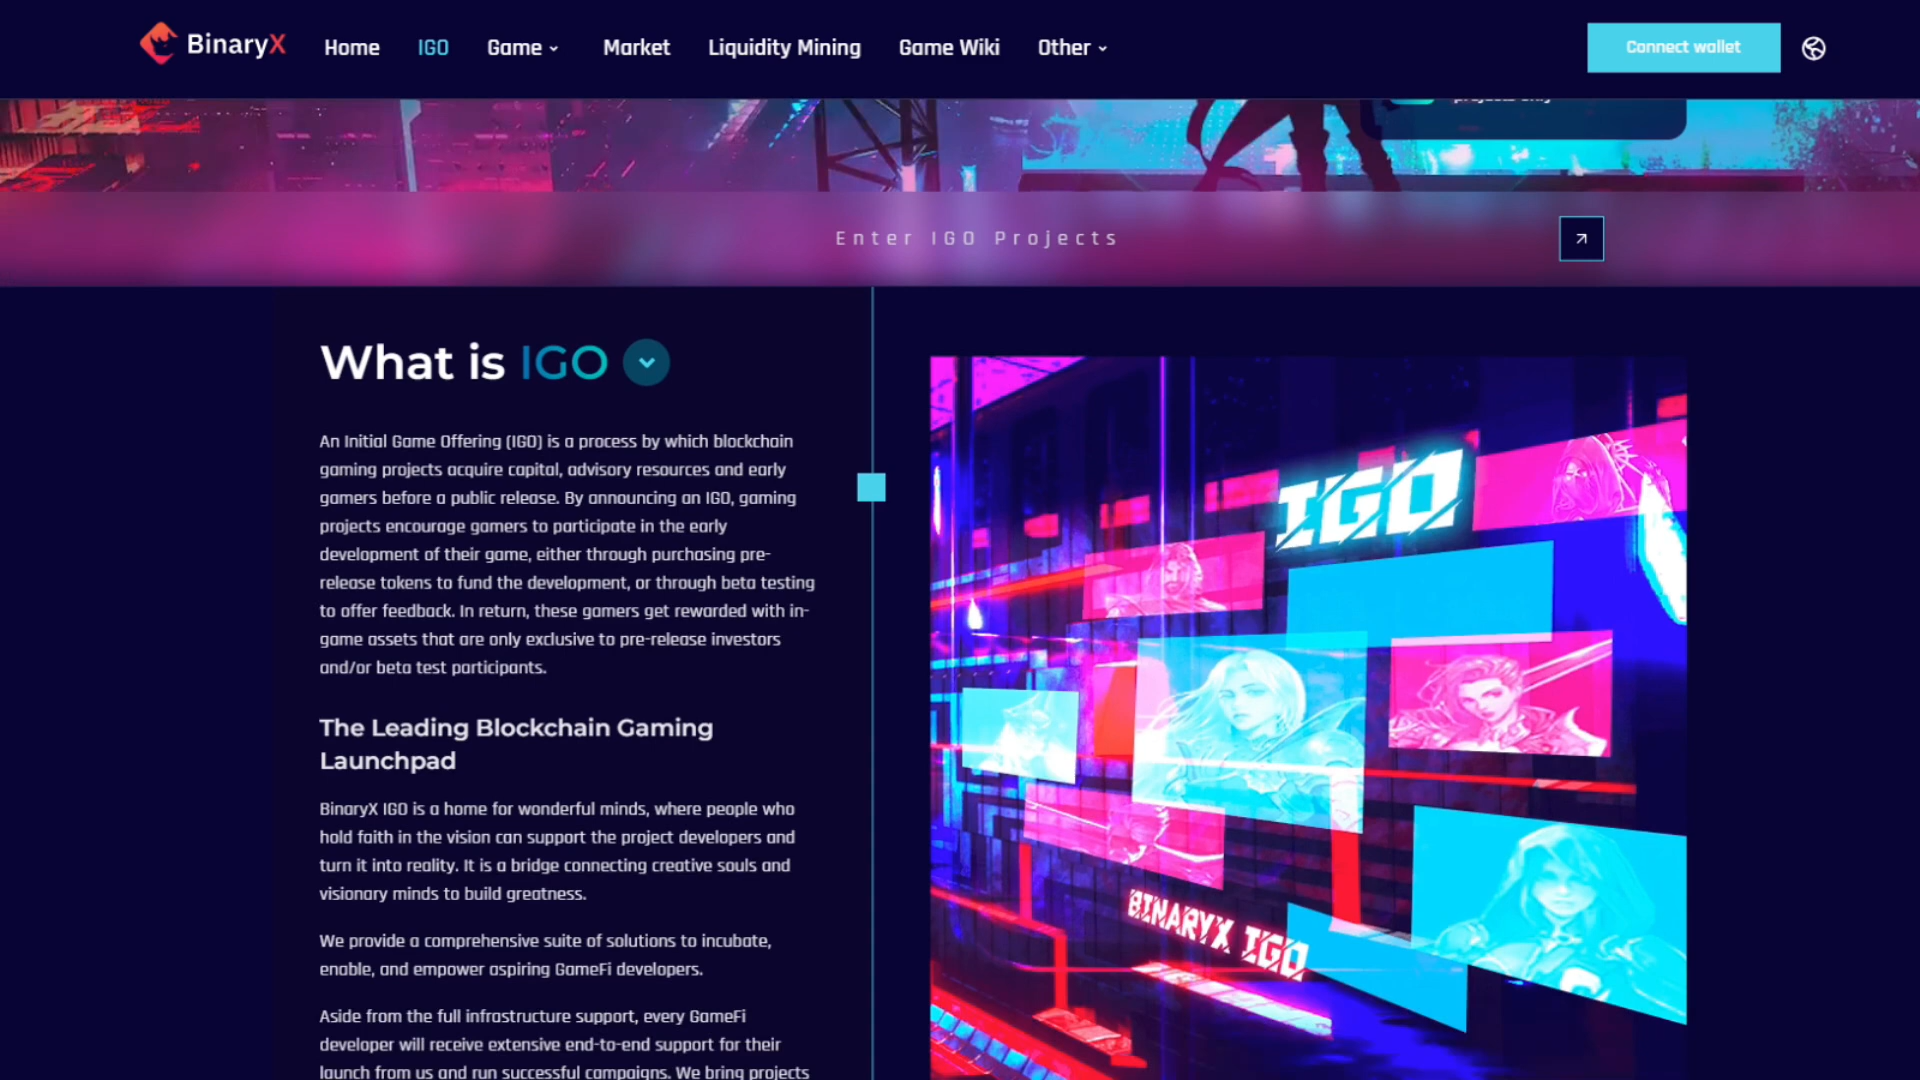 BinaryX Home IGO Game Market Liquidity Mining Game Wiki Other Connect wallet
Enter IGO Projects
What is IGO
An Initial Game Offering (IGO) is a process by which blockchain
gaming projects acquire capital, advisory resources and early
gamers before a public release. By announcing an IGO, gaming
projects encourage gamers to participate in the early
development of their game, either through purchasing pre-
release tokens to fund the development, or through beta testing
to offer feedback. In return, these gamers get rewarded with in-
game assets that are only exclusive to pre-release investors
and/or beta test participants.
The Leading Blockchain Gaming
Launchpad
BinaryX IGO is a home for wonderful minds, where people who
hold faith in the vision can support the project developers and
turn it into reality. It is a bridge connecting creative souls and
visionary minds to build greatness.
We provide a comprehensive suite of solutions to incubate,
enable, and empower aspiring GameFi developers.
Aside from the full infrastructure support, every GameFi
developer will receive extensive end-to-end support for their
launch from us and run successful campaigns. We bring projects
IGO
BINARYX IGO